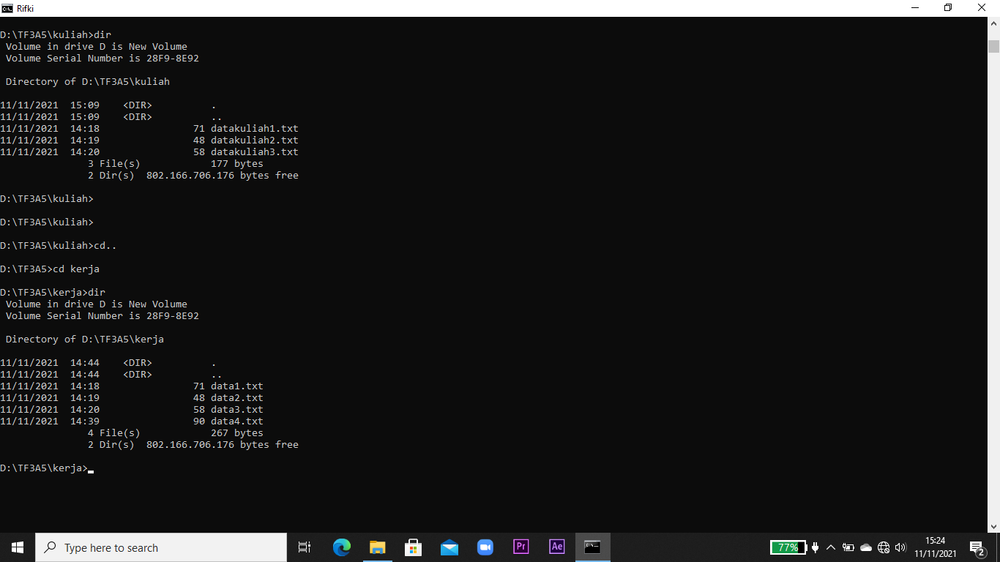 Rifki
D:\TF3A5\kuliah>dir
Volume in drive D is New Volume
Volume Serial Number is 28F9-8E92
Directory of D:\TF3A5\kuliah
11/11/2021  15:09    <DIR>          .
11/11/2021  15:09    <DIR>          ..
11/11/2021  14:18                71 datakuliah1.txt
11/11/2021  14:19                48 datakuliah2.txt
11/11/2021  14:20                58 datakuliah3.txt
3 File(s)            177 bytes
2 Dir(s)  802.166.706.176 bytes free
D:\TF3A5\kuliah>
D:\TF3A5\kuliah>
D:\TF3A5\kuliah>cd..
D:\TF3A5>cd kerja
D:\TF3A5\kerja>dir
Volume in drive D is New Volume
Volume Serial Number is 28F9-8E92
Directory of D:\TF3A5\kerja
11/11/2021  14:44    <DIR>          .
11/11/2021  14:44    <DIR>          ..
11/11/2021  14:18                71 data1.txt
11/11/2021  14:19                48 data2.txt
11/11/2021  14:20                58 data3.txt
11/11/2021  14:39                90 data4.txt
4 File(s)            267 bytes
2 Dir(s)  802.166.706.176 bytes free
D:\TF3A5\kerja>
Type here to search
Pr
Ae
77%
15:24
11/11/2021
2